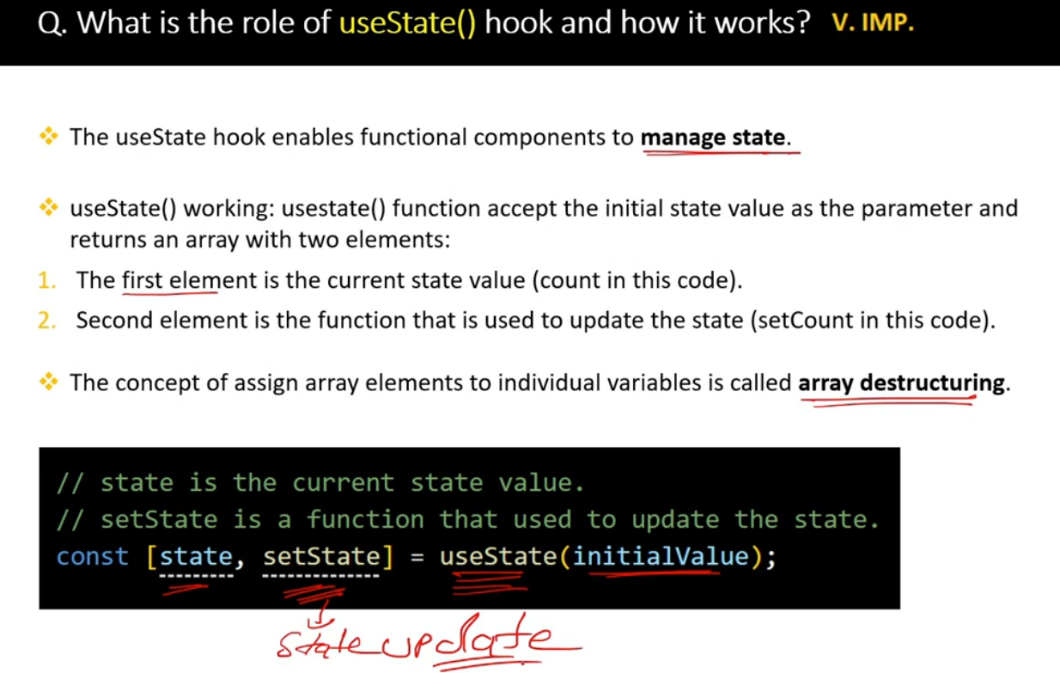 Q. What is the role of useState() hook and how it works? V. IMP.
The useState hook enables functional components to manage state.
useState() working: usestate() function accept the initial state value as the parameter and
returns an array with two elements:
1. The first element is the current state value (count in this code).
2. Second element is the function that is used to update the state (setCount in this code).
The concept of assign array elements to individual variables is called array destructuring.
// state is the current state value.
// setState is a function that used to update the state.
const [state, setState] = useState(initialValue);
state update